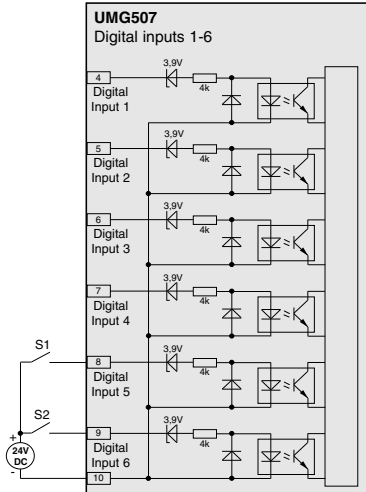 UMG507
Digital inputs 1-6
3,9V
4
4k
Digital
Input 1
3,9V
5
4k
Digital
Input 2
3,9V
6
4k
Digital
Input 3
3,9V
7
4k
Digital
Input 4
S1
3,9V
8
4k
Digital
Input 5
S2
3,9V
9
4k
Digital
Input 6
+
24V
DC
-
10